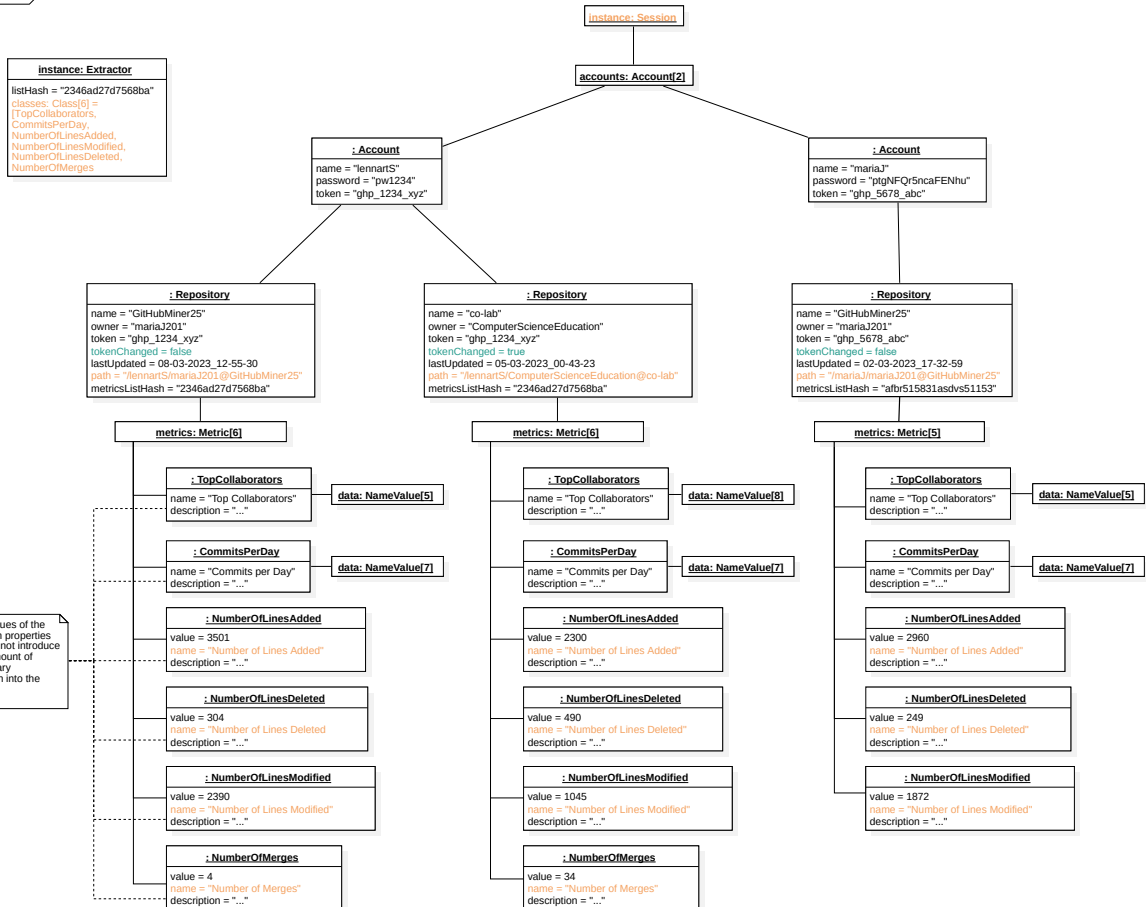 instance: Session
accounts: Account[2]
instance: Extractor
listHash = "2346ad27d7568ba"
classes: Class[6] =
[TopCollaborators,
CommitsPerDay,
NumberOfLinesAdded,
NumberOfLinesModified,
NumberOfLinesDeleted,
NumberOfMerges
: Account
name = "lennartS"
password = "pw1234"
token = "ghp_1234_xyz"
: Account
name = "mariaJ"
password = "ptgNFQr5ncaFENhu"
token = "ghp_5678_abc"
: Repository
name = "GitHubMiner25"
owner = "mariaJ201"
token = "ghp_1234_xyz"
tokenChanged = false
lastUpdated = 08-03-2023_12-55-30
path = "/lennartS/mariaJ201@GitHubMiner25"
metricsListHash = "2346ad27d7568ba"
: Repository
name = "co-lab"
owner = "ComputerScienceEducation"
token = "ghp_1234_xyz"
tokenChanged = true
lastUpdated = 05-03-2023_00-43-23
path = "/lennartS/ComputerScienceEducation@co-lab"
metricsListHash = "2346ad27d7568ba"
: Repository
name = "GitHubMiner25"
owner = "mariaJ201"
token = "ghp_5678_abc"
tokenChanged = false
lastUpdated = 02-03-2023_17-32-59
path = "/mariaJ/mariaJ201@GitHubMiner25"
metricsListHash = "afbr515831asdvs51153"
metrics: Metric[6]
: TopCollaborators
name = "Top Collaborators"
description = "..."
data: NameValue[5]
: CommitsPerDay
name = "Commits per Day"
description = "..."
data: NameValue[7]
: NumberOfLinesAdded
value = 3501
name = "Number of Lines Added"
description = "..."
: NumberOfLinesDeleted
value = 304
name = "Number of Lines Deleted
description = "..."
: NumberOfLinesModified
value = 2390
name = "Number of Lines Modified"
description = "..."
: NumberOfMerges
value = 4
name = "Number of Merges"
description = "..."
metrics: Metric[6]
: TopCollaborators
name = "Top Collaborators"
description = "..."
data: NameValue[8]
: CommitsPerDay
name = "Commits per Day"
description = "..."
data: NameValue[7]
: NumberOfLinesAdded
value = 2300
name = "Number of Lines Added"
description = "..."
: NumberOfLinesDeleted
value = 490
name = "Number of Lines Deleted"
description = "..."
: NumberOfLinesModified
value = 1045
name = "Number of Lines Modified"
description = "..."
: NumberOfMerges
value = 34
name = "Number of Merges"
description = "..."
metrics: Metric[5]
: TopCollaborators
name = "Top Collaborators"
description = "..."
data: NameValue[5]
: CommitsPerDay
name = "Commits per Day"
description = "..."
data: NameValue[7]
: NumberOfLinesAdded
value = 2960
name = "Number of Lines Added"
description = "..."
: NumberOfLinesDeleted
value = 249
name = "Number of Lines Deleted"
description = "..."
: NumberOfLinesModified
value = 1872
name = "Number of Lines Modified"
description = "..."
of the
properties
not introduce
of
into the